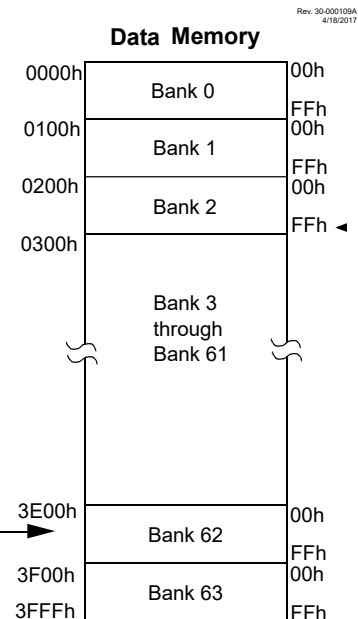 Rev. 30-000109A
4/18/2017
Data Memory
0000h
00h
Bank 0
FFh
0100h
00h
Bank 1
FFh
0200h
00h
Bank 2
FFh
0300h
Bank 3
through
Bank 61
3E00h
00h
Bank 62
FFh
3F00h
00h
Bank 63
3FFFh
FFh